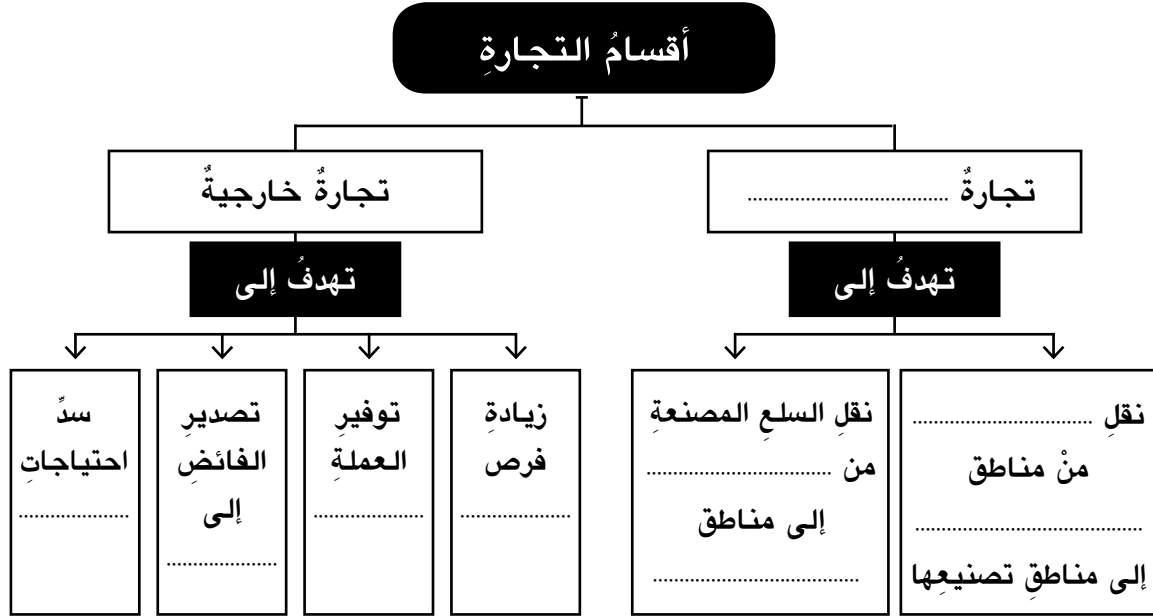 أقسامُ التجارةِ
تجارةٌ ..................................
تجارةٌ خارجيةٌ
تهدفُ إلى
تهدفُ إلى
نقلِ ..............................
منْ مناطق
......................................
إلى مناطقِ تصنيعِها
نقلِ السلعِ المصنعةِ
من ...............................
إلى مناطق
...................................
زيادةِ
فرص
...................
توفيرِ
العملةِ
...................
تصديرِ
الفائضِ
إلى
...................
سدِّ
احتياجاتِ
...................